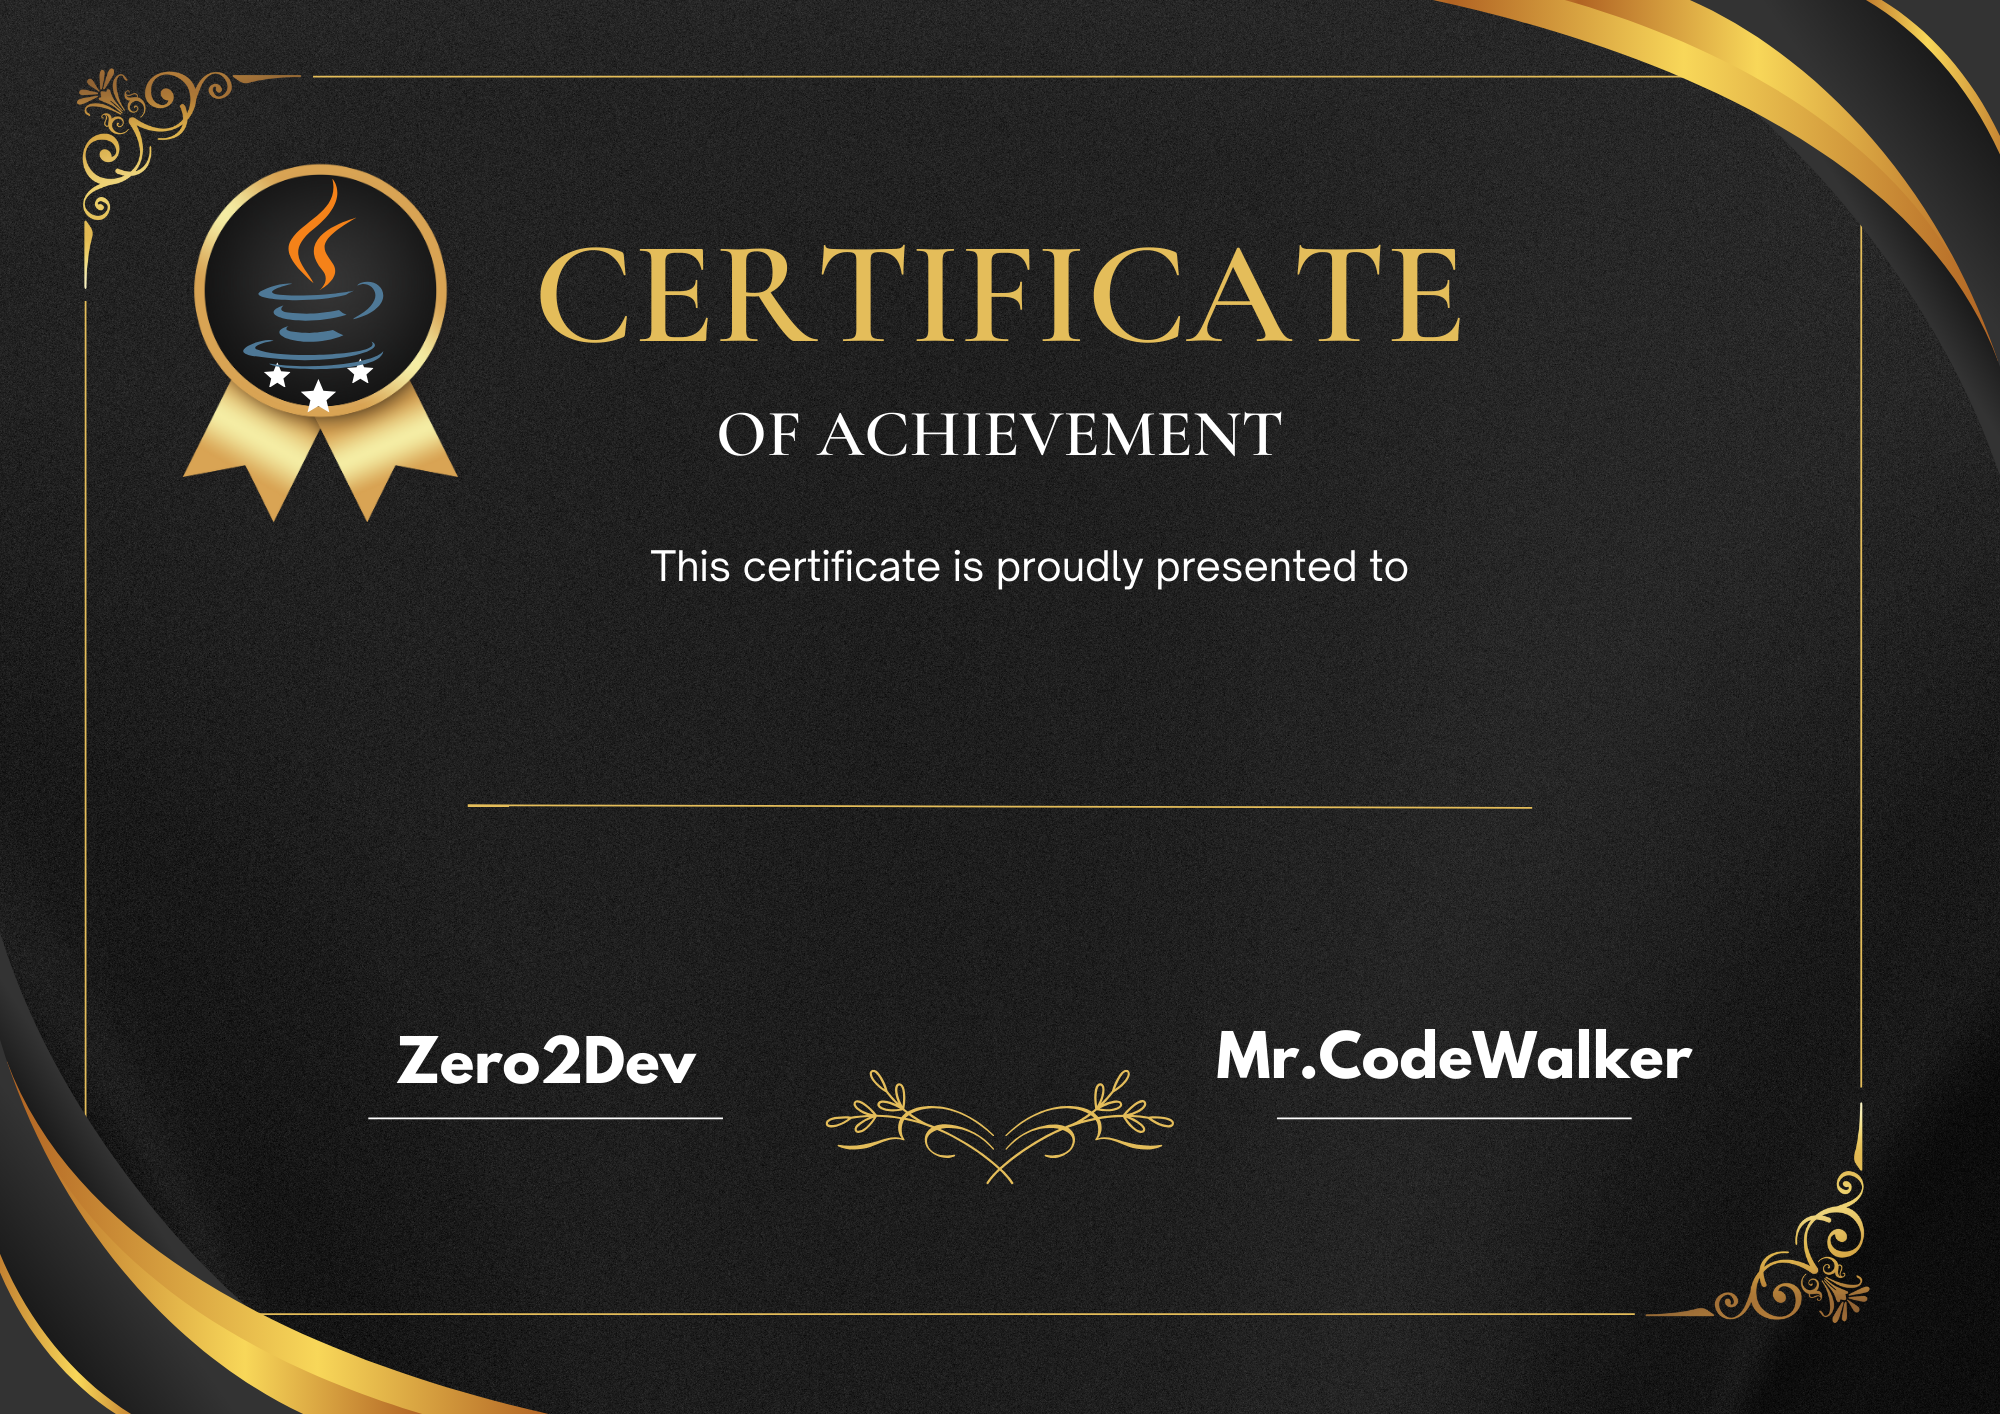 CERTIFICATE
OF ACHIEVEMENT
This certificate is proudly presented to
Zero2Dev
Mr.CodeWalker